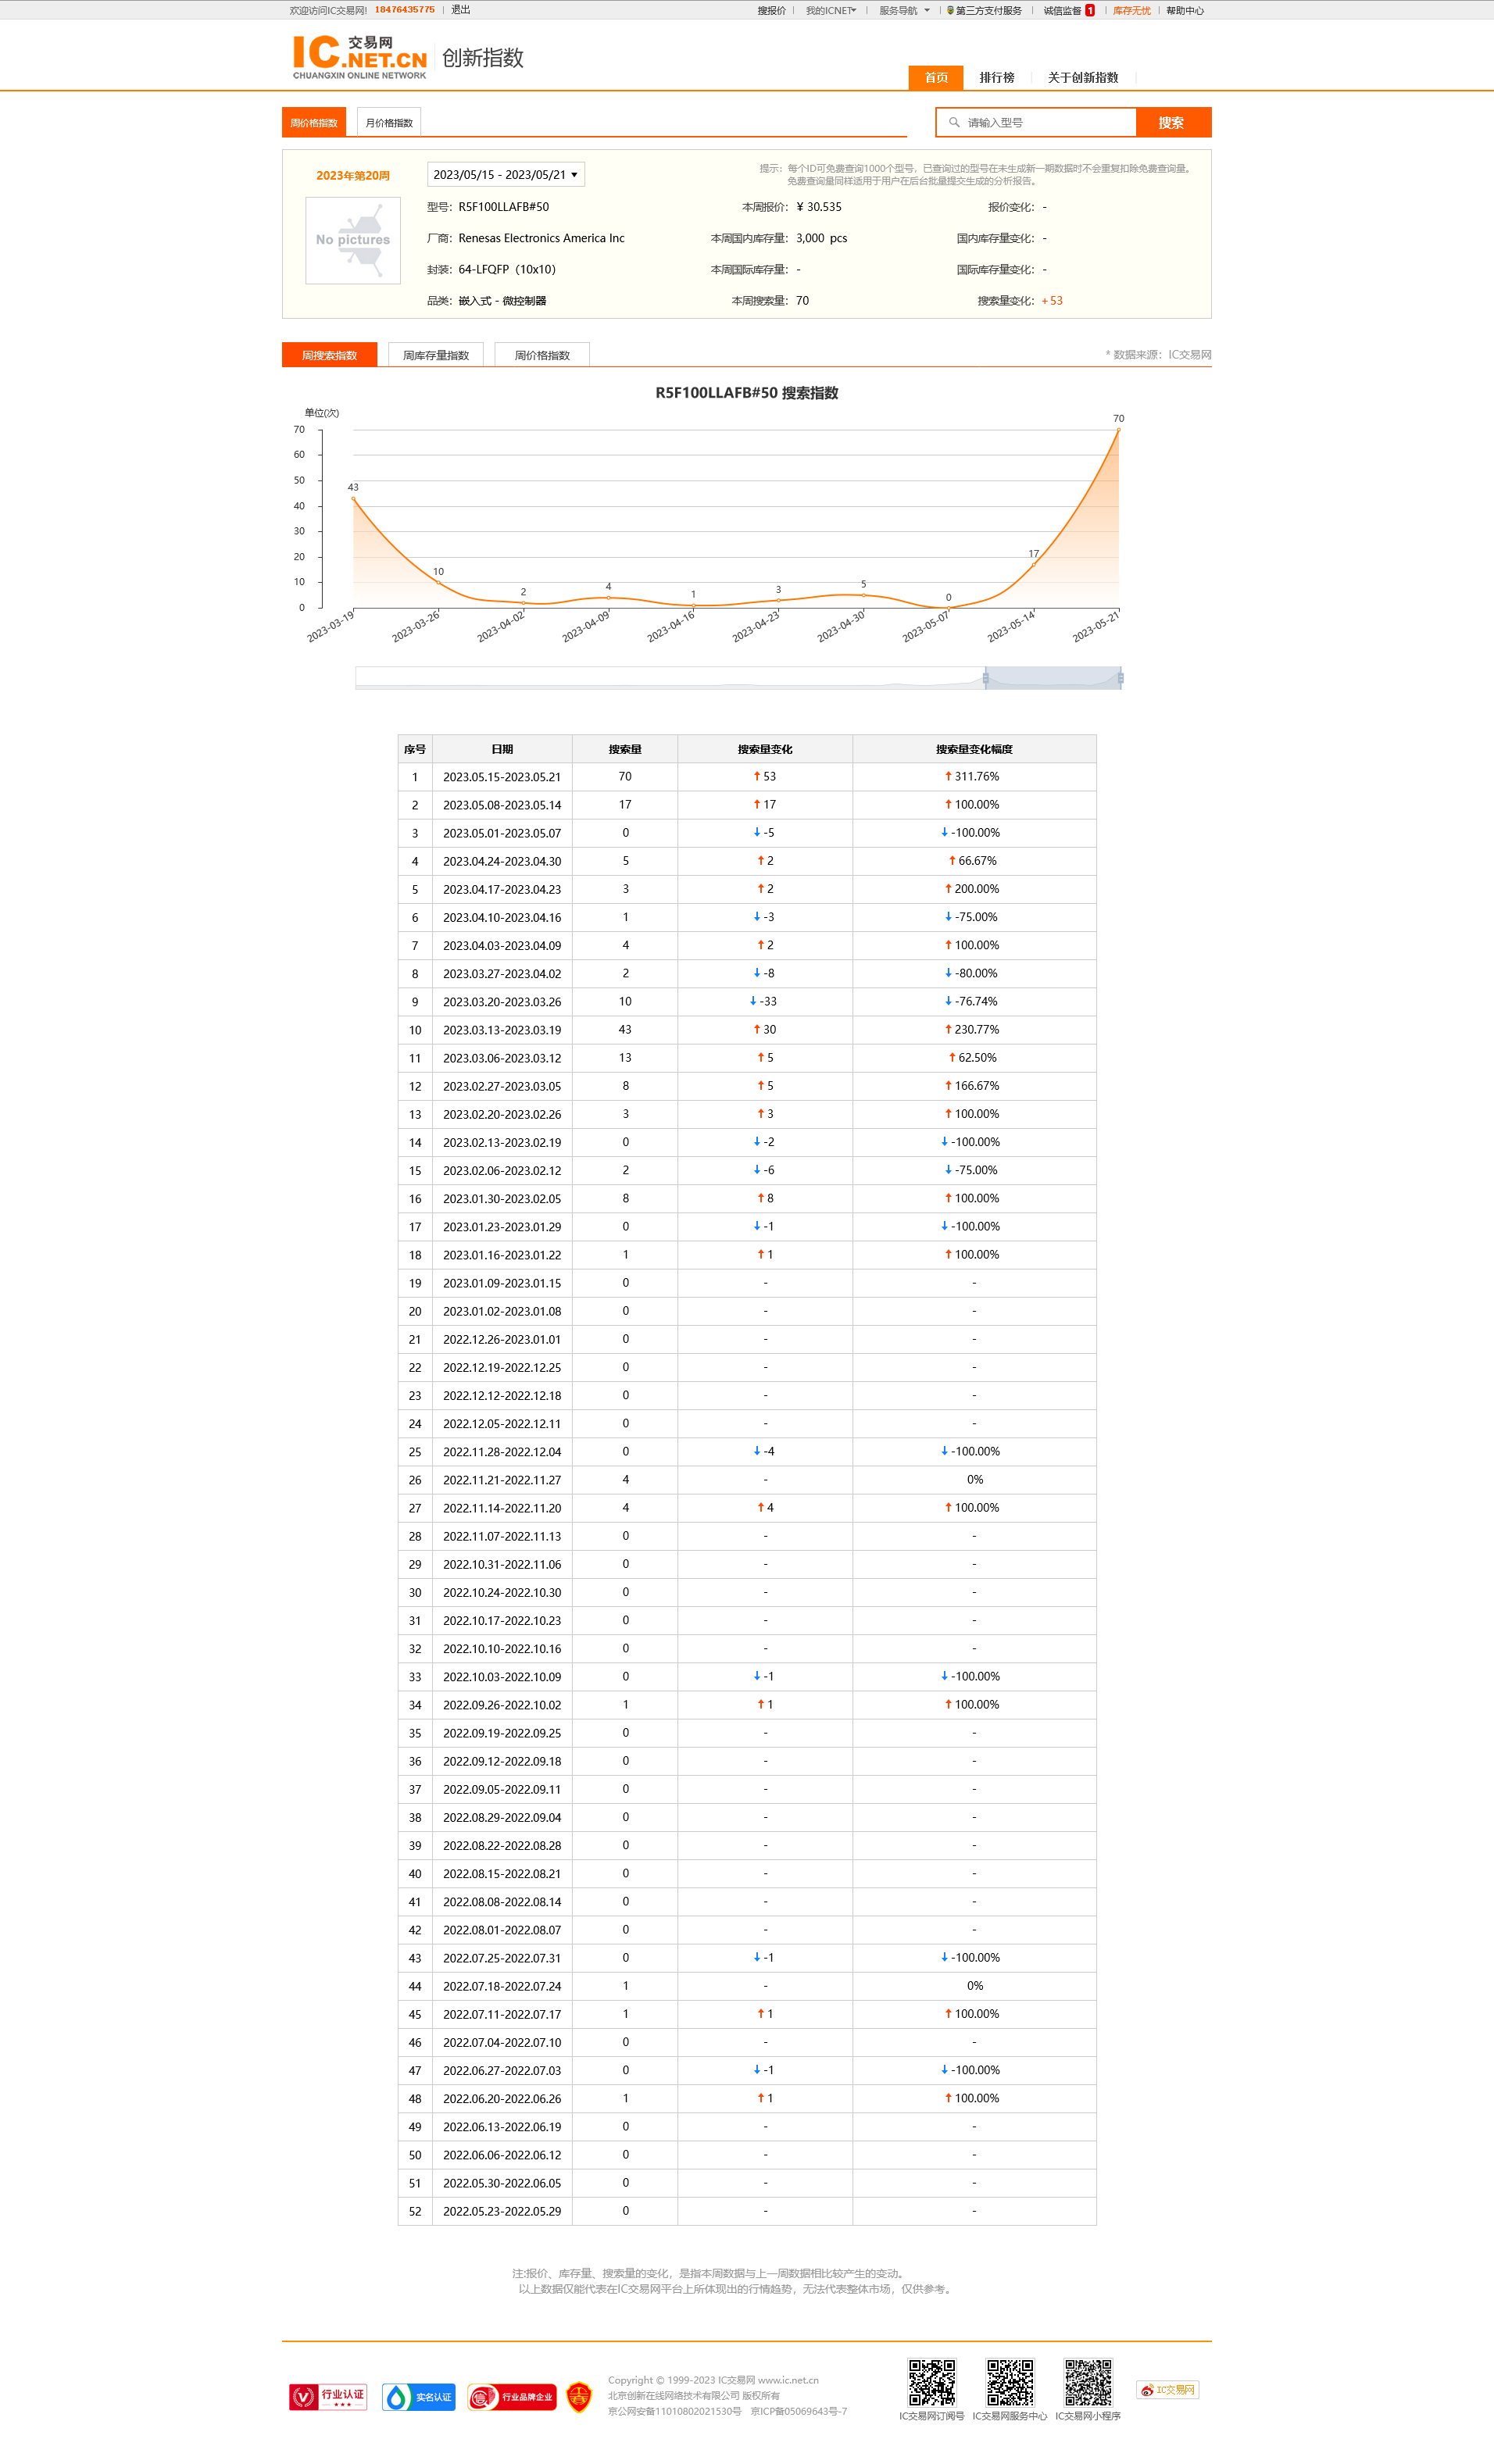 欢迎访问IC交易网! 18476435775 | 退出 搜报价 | 我的ICNET | 服务导航 | 第三方支付服务 | 诚信监督 1 | 库存无忧 | 帮助中心
IC交易网
.NET.CN
CHUANGXIN ONLINE NETWORK
创新指数
首页 排行榜 关于创新指数
周价格指数 月价格指数 请输入型号 搜索
2023年第20周 2023/05/15 - 2023/05/21
提示：每个ID可免费查询1000个型号，已查询过的型号在未生成新一期数据时不会重复扣除免费查询量。
免费查询量同样适用于用户在后台批量提交生成的分析报告。
No pictures
型号：R5F100LLAFB#50 本周报价：¥ 30.535 报价变化：-
厂商：Renesas Electronics America Inc 本周国内库存量：3,000 pcs 国内库存量变化：-
封装：64-LFQFP（10x10） 本周国际库存量：- 国际库存量变化：-
品类：嵌入式 - 微控制器 本周搜索量：70 搜索量变化：+53
周搜索指数 周库存量指数 周价格指数 * 数据来源：IC交易网
R5F100LLAFB#50 搜索指数
单位(次)
70
60
50
40
30
20
10
0
43 10 2 4 1 3 5 0 17 70
2023-03-19 2023-03-26 2023-04-02 2023-04-09 2023-04-16 2023-04-23 2023-04-30 2023-05-07 2023-05-14 2023-05-21
序号 日期 搜索量 搜索量变化 搜索量变化幅度
1 2023.05.15-2023.05.21 70 ↑53 ↑311.76%
2 2023.05.08-2023.05.14 17 ↑17 ↑100.00%
3 2023.05.01-2023.05.07 0 ↓-5 ↓-100.00%
4 2023.04.24-2023.04.30 5 ↑2 ↑66.67%
5 2023.04.17-2023.04.23 3 ↑2 ↑200.00%
6 2023.04.10-2023.04.16 1 ↓-3 ↓-75.00%
7 2023.04.03-2023.04.09 4 ↑2 ↑100.00%
8 2023.03.27-2023.04.02 2 ↓-8 ↓-80.00%
9 2023.03.20-2023.03.26 10 ↓-33 ↓-76.74%
10 2023.03.13-2023.03.19 43 ↑30 ↑230.77%
11 2023.03.06-2023.03.12 13 ↑5 ↑62.50%
12 2023.02.27-2023.03.05 8 ↑5 ↑166.67%
13 2023.02.20-2023.02.26 3 ↑3 ↑100.00%
14 2023.02.13-2023.02.19 0 ↓-2 ↓-100.00%
15 2023.02.06-2023.02.12 2 ↓-6 ↓-75.00%
16 2023.01.30-2023.02.05 8 ↑8 ↑100.00%
17 2023.01.23-2023.01.29 0 ↓-1 ↓-100.00%
18 2023.01.16-2023.01.22 1 ↑1 ↑100.00%
19 2023.01.09-2023.01.15 0 - -
20 2023.01.02-2023.01.08 0 - -
21 2022.12.26-2023.01.01 0 - -
22 2022.12.19-2022.12.25 0 - -
23 2022.12.12-2022.12.18 0 - -
24 2022.12.05-2022.12.11 0 - -
25 2022.11.28-2022.12.04 0 ↓-4 ↓-100.00%
26 2022.11.21-2022.11.27 4 - 0%
27 2022.11.14-2022.11.20 4 ↑4 ↑100.00%
28 2022.11.07-2022.11.13 0 - -
29 2022.10.31-2022.11.06 0 - -
30 2022.10.24-2022.10.30 0 - -
31 2022.10.17-2022.10.23 0 - -
32 2022.10.10-2022.10.16 0 - -
33 2022.10.03-2022.10.09 0 ↓-1 ↓-100.00%
34 2022.09.26-2022.10.02 1 ↑1 ↑100.00%
35 2022.09.19-2022.09.25 0 - -
36 2022.09.12-2022.09.18 0 - -
37 2022.09.05-2022.09.11 0 - -
38 2022.08.29-2022.09.04 0 - -
39 2022.08.22-2022.08.28 0 - -
40 2022.08.15-2022.08.21 0 - -
41 2022.08.08-2022.08.14 0 - -
42 2022.08.01-2022.08.07 0 - -
43 2022.07.25-2022.07.31 0 ↓-1 ↓-100.00%
44 2022.07.18-2022.07.24 1 - 0%
45 2022.07.11-2022.07.17 1 ↑1 ↑100.00%
46 2022.07.04-2022.07.10 0 - -
47 2022.06.27-2022.07.03 0 ↓-1 ↓-100.00%
48 2022.06.20-2022.06.26 1 ↑1 ↑100.00%
49 2022.06.13-2022.06.19 0 - -
50 2022.06.06-2022.06.12 0 - -
51 2022.05.30-2022.06.05 0 - -
52 2022.05.23-2022.05.29 0 - -
注:报价、库存量、搜索量的变化，是指本周数据与上一周数据相比较产生的变动。
以上数据仅能代表在IC交易网平台上所体现出的行情趋势，无法代表整体市场，仅供参考。
行业认证 实名认证 行业品牌企业
Copyright © 1999-2023 IC交易网 www.ic.net.cn
北京创新在线网络技术有限公司 版权所有
京公网安备11010802021530号 京ICP备05069643号-7
IC交易网订阅号 IC交易网服务中心 IC交易网小程序
IC交易网